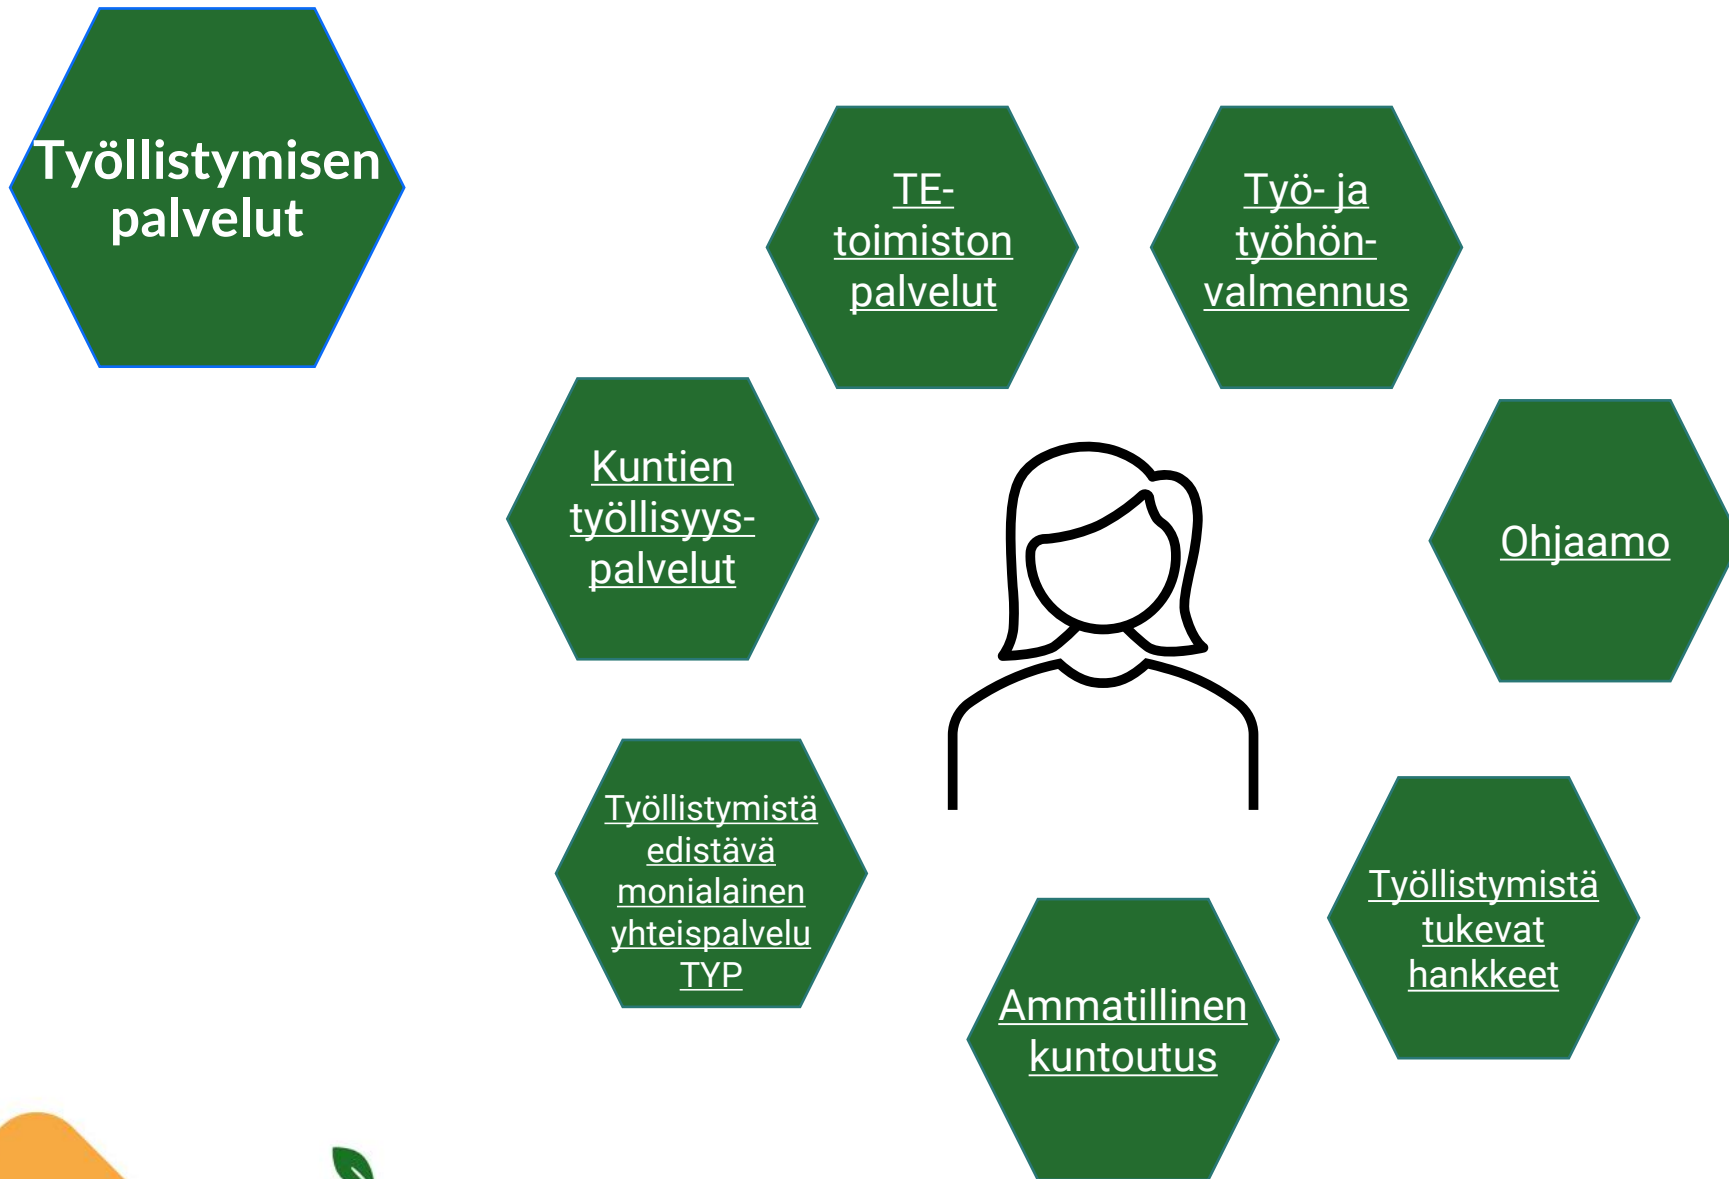 Työllistymisen
palvelut
TE-
toimiston
palvelut
Työ- ja
työhön-
valmennus
Kuntien
työllisyys-
palvelut
Ohjaamo
Työllistymistä
edistävä
monialainen
yhteispalvelu
TYP
Työllistymistä
tukevat
hankkeet
Ammatillinen
kuntoutus